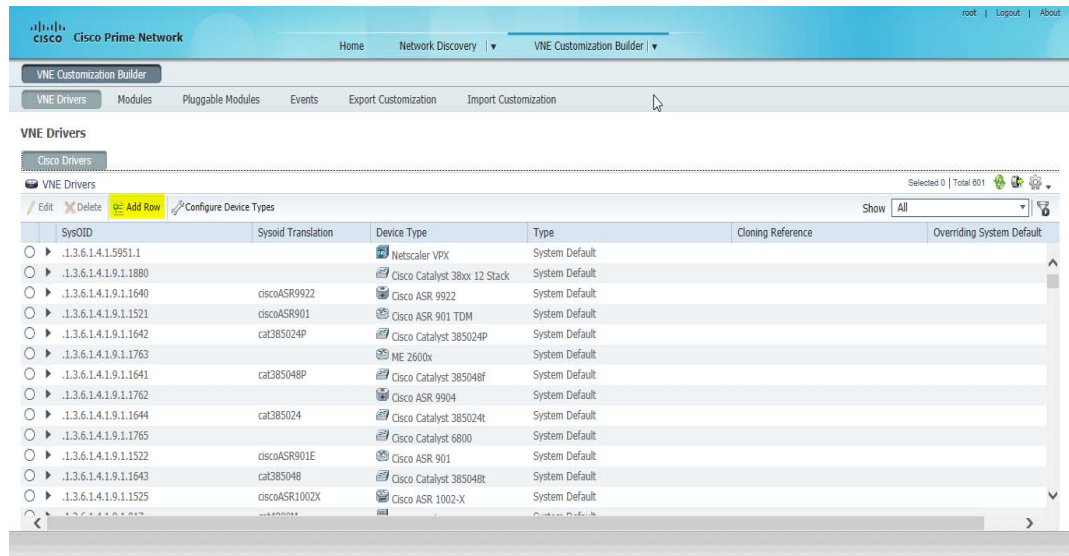 root | Logout | About
CISCO Cisco Prime Network
Home Network Discovery | VNE Customization Builder |
VNE Customization Builder
VNE Drivers Modules Pluggable Modules Events Export Customization Import Customization
VNE Drivers
Cisco Drivers
VNE Drivers Selected 0 | Total 601
Edit Delete Add Row Configure Device Types Show All
SysOID Sysoid Translation Device Type Type Cloning Reference Overriding System Default
.1.3.6.1.4.1.5951.1 Netscaler VPX System Default
.1.3.6.1.4.1.9.1.1880 Cisco Catalyst 38xx 12 Stack System Default
.1.3.6.1.4.1.9.1.1640 ciscoASR9922 Cisco ASR 9922 System Default
.1.3.6.1.4.1.9.1.1521 ciscoASR901 Cisco ASR 901 TDM System Default
.1.3.6.1.4.1.9.1.1642 cat385024P Cisco Catalyst 385024P System Default
.1.3.6.1.4.1.9.1.1763 ME 2600x System Default
.1.3.6.1.4.1.9.1.1641 cat385048P Cisco Catalyst 385048f System Default
.1.3.6.1.4.1.9.1.1762 Cisco ASR 9904 System Default
.1.3.6.1.4.1.9.1.1644 cat385024 Cisco Catalyst 385024t System Default
.1.3.6.1.4.1.9.1.1765 Cisco Catalyst 6800 System Default
.1.3.6.1.4.1.9.1.1522 ciscoASR901E Cisco ASR 901 System Default
.1.3.6.1.4.1.9.1.1643 cat385048 Cisco Catalyst 385048t System Default
.1.3.6.1.4.1.9.1.1525 ciscoASR1002X Cisco ASR 1002-X System Default